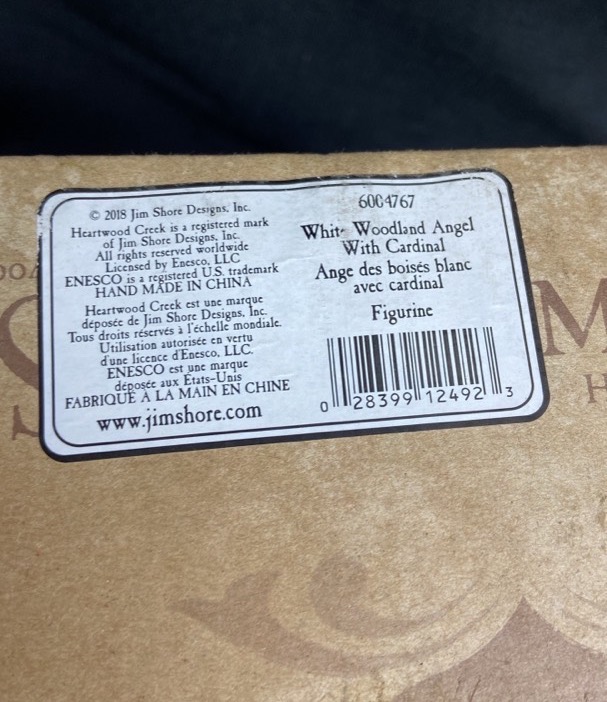 © 2018 Jim Shore Designs, Inc.
Heartwood Creek is a registered mark
of Jim Shore Designs, Inc.
All rights reserved worldwide
Licensed by Enesco, LLC
ENESCO is a registered U.S. trademark
HAND MADE IN CHINA
Heartwood Creek est une marque
déposée de Jim Shore Designs, Inc.
Tous droits réservés à l'échelle mondiale.
Utilisation autorisée en vertu
d'une licence d'Enesco, LLC.
ENESCO est une marque
déposée aux États-Unis
FABRIQUÉ À LA MAIN EN CHINE
www.jimshore.com
6004767
Woodland Angel
With Cardinal
Ange des boisés blanc
avec cardinal
Figurine
0 28399 12492 3
M
H